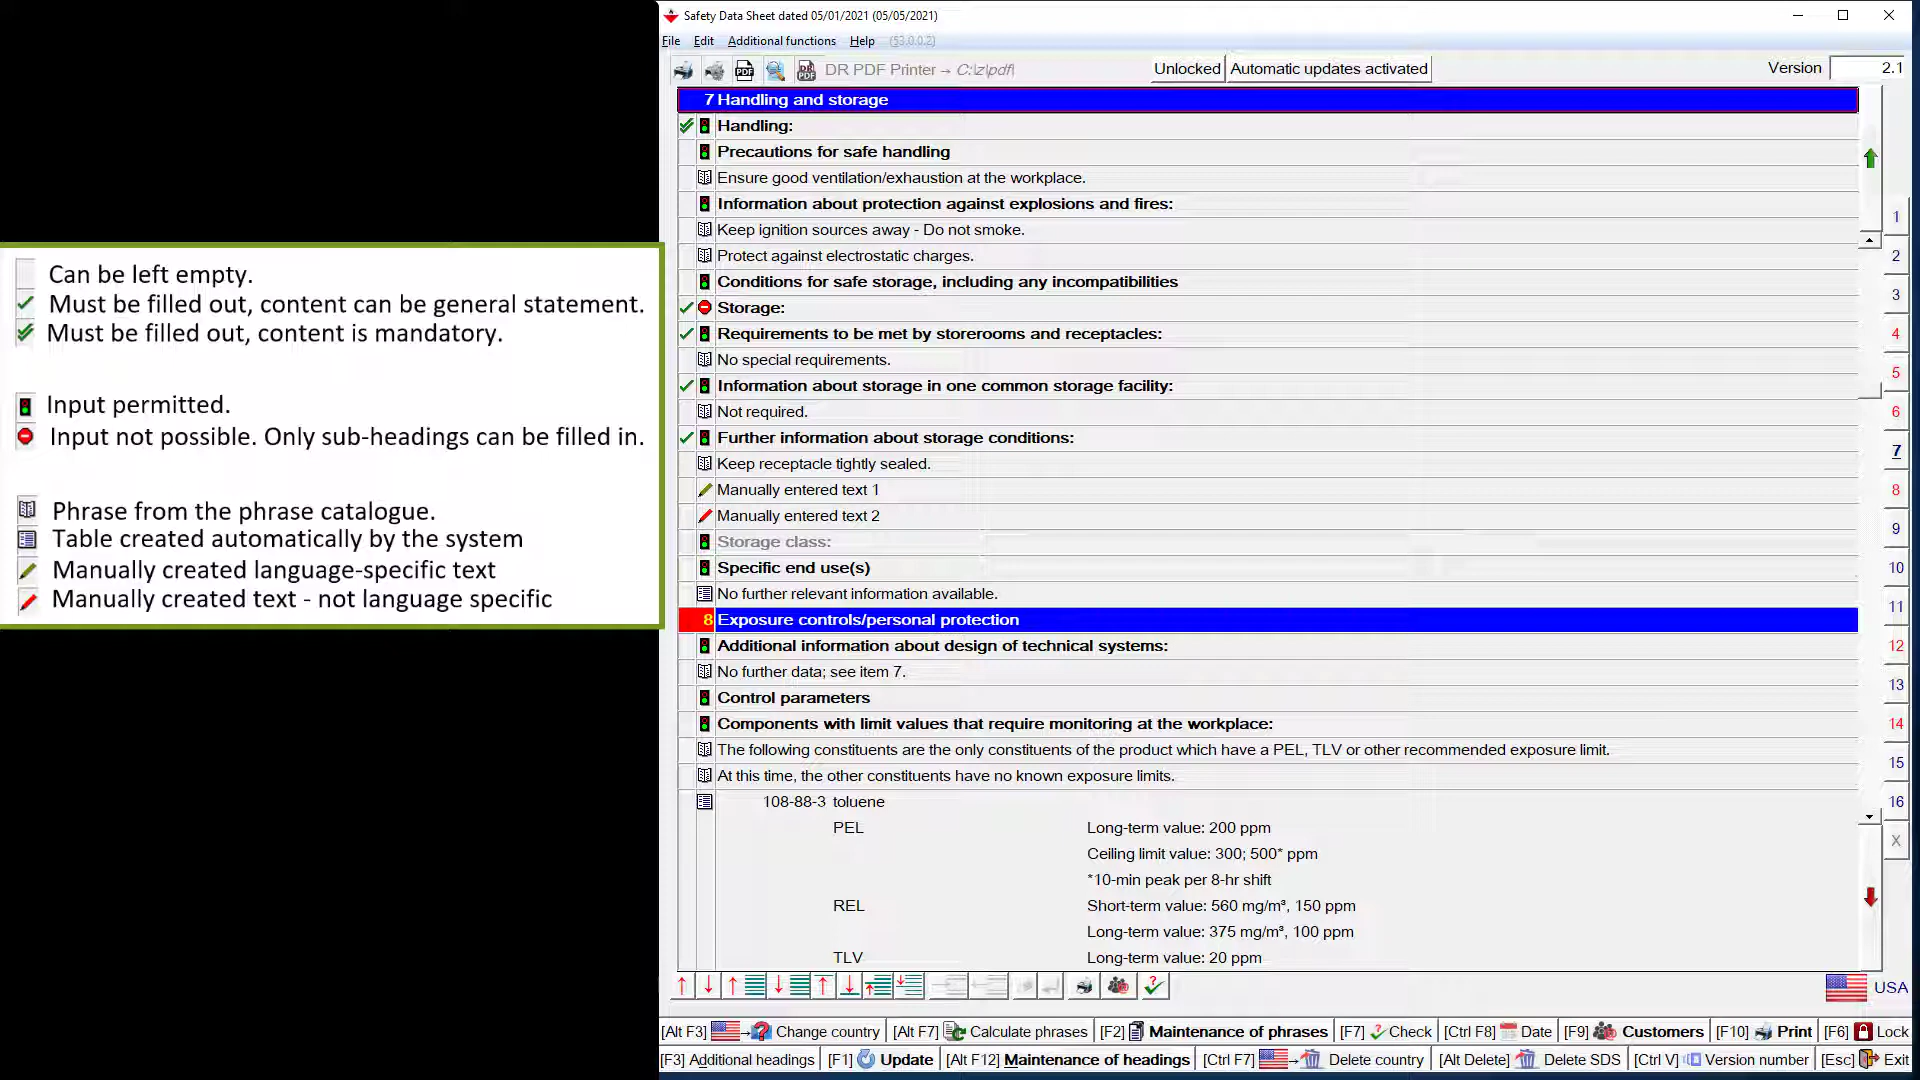 Safety Data Sheet dated 05/01/2021 (05/05/2021)
File Edit Additional functions Help (53.0.0.2)
DR PDF Printer → C:\z\pdf\ Unlocked Automatic updates activated Version 2.1
7 Handling and storage
Handling:
Precautions for safe handling
Ensure good ventilation/exhaustion at the workplace.
Information about protection against explosions and fires:
Keep ignition sources away - Do not smoke.
Protect against electrostatic charges.
Conditions for safe storage, including any incompatibilities
Storage:
Requirements to be met by storerooms and receptacles:
No special requirements.
Information about storage in one common storage facility:
Not required.
Further information about storage conditions:
Keep receptacle tightly sealed.
Manually entered text 1
Manually entered text 2
Storage class:
Specific end use(s)
No further relevant information available.
8 Exposure controls/personal protection
Additional information about design of technical systems:
No further data; see item 7.
Control parameters
Components with limit values that require monitoring at the workplace:
The following constituents are the only constituents of the product which have a PEL, TLV or other recommended exposure limit.
At this time, the other constituents have no known exposure limits.
108-88-3 toluene
PEL Long-term value: 200 ppm
Ceiling limit value: 300; 500* ppm
*10-min peak per 8-hr shift
REL Short-term value: 560 mg/m³, 150 ppm
Long-term value: 375 mg/m³, 100 ppm
TLV Long-term value: 20 ppm
1
2
3
4
5
6
7
8
9
10
11
12
13
14
15
16
X
USA
[Alt F3] Change country [Alt F7] Calculate phrases [F2] Maintenance of phrases [F7] Check [Ctrl F8] Date [F9] Customers [F10] Print [F6] Lock
[F3] Additional headings [F1] Update [Alt F12] Maintenance of headings [Ctrl F7] Delete country [Alt Delete] Delete SDS [Ctrl V] Version number [Esc] Exit
Can be left empty.
Must be filled out, content can be general statement.
Must be filled out, content is mandatory.
Input permitted.
Input not possible. Only sub-headings can be filled in.
Phrase from the phrase catalogue.
Table created automatically by the system
Manually created language-specific text
Manually created text - not language specific